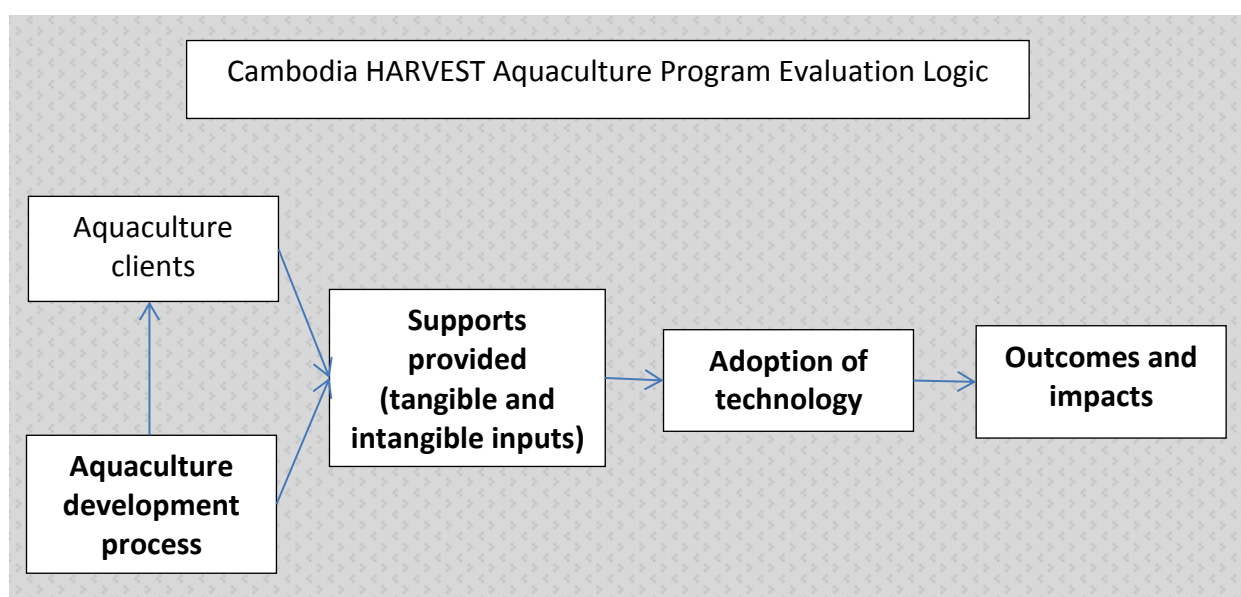 Cambodia HARVEST Aquaculture Program Evaluation Logic
Aquaculture
clients
Supports
provided
(tangible and
intangible inputs)
Adoption of
technology
Outcomes and
impacts
Aquaculture
development
process